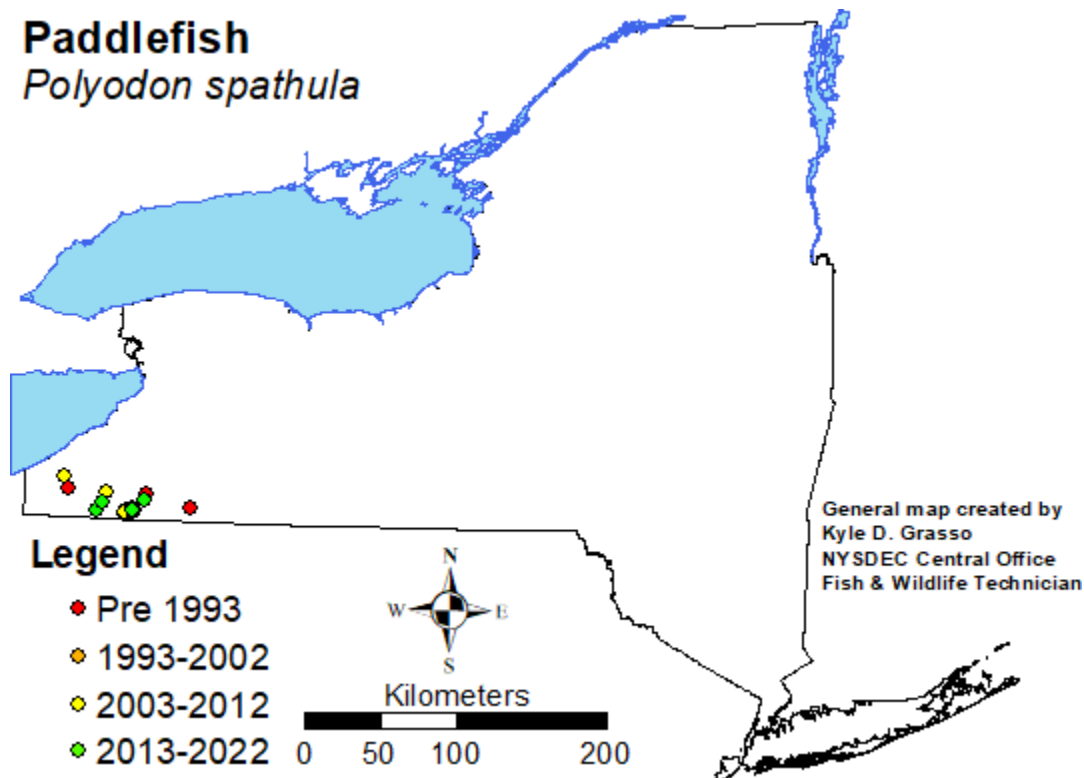 Paddlefish
Polyodon spathula
General map created by
Kyle D. Grasso
NYSDEC Central Office
Fish & Wildlife Technician
Legend
Pre 1993
1993-2002
2003-2012
2013-2022
N
W E
S
Kilometers
0 50 100 200